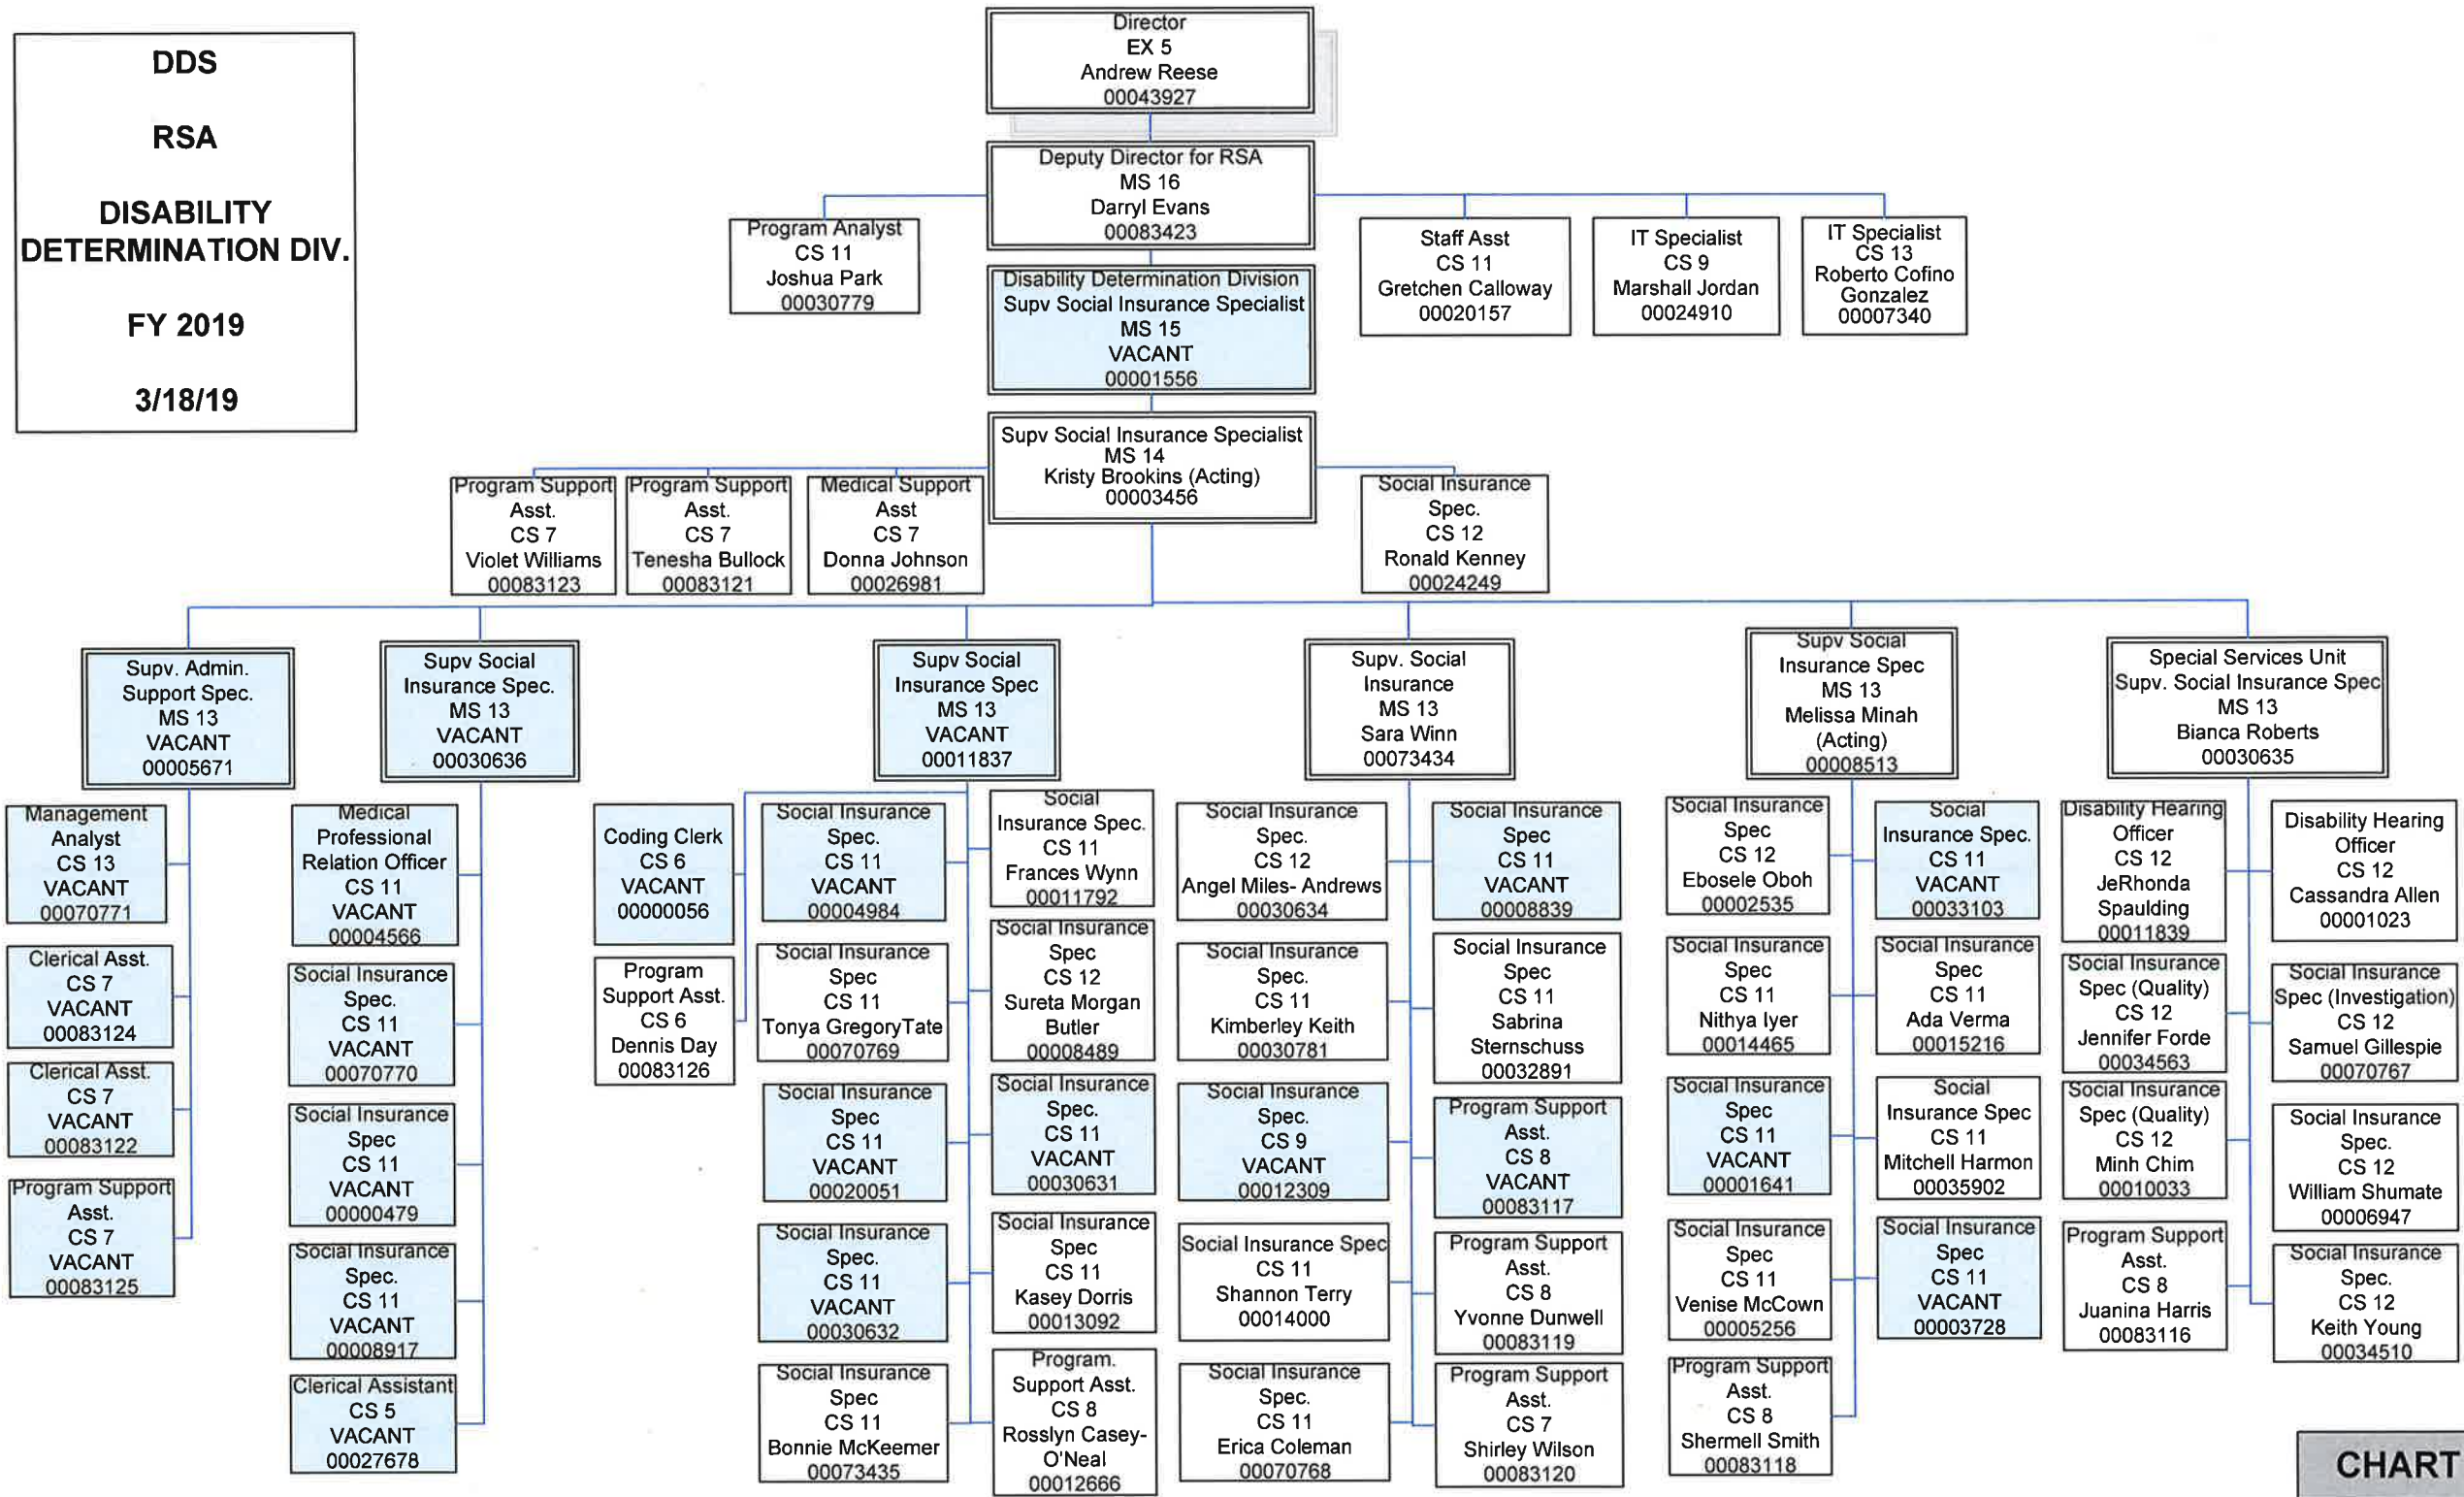 DDS
RSA
DISABILITY
DETERMINATION DIV.
FY 2019
3/18/19
Director
EX 5
Andrew Reese
00043927
Deputy Director for RSA
MS 16
Darryl Evans
00083423
Program Analyst
CS 11
Joshua Park
00030779
Staff Asst
CS 11
Gretchen Calloway
00020157
IT Specialist
CS 9
Marshall Jordan
00024910
IT Specialist
CS 13
Roberto Cofino
Gonzalez
00007340
Disability Determination Division
Supv Social Insurance Specialist
MS 15
VACANT
00001556
Supv Social Insurance Specialist
MS 14
Kristy Brookins (Acting)
00003456
Program Support
Asst.
CS 7
Violet Williams
00083123
Program Support
Asst.
CS 7
Tenesha Bullock
00083121
Medical Support
Asst
CS 7
Donna Johnson
00026981
Social Insurance
Spec.
CS 12
Ronald Kenney
00024249
Supv. Admin.
Support Spec.
MS 13
VACANT
00005671
Supv Social
Insurance Spec.
MS 13
VACANT
00030636
Supv Social
Insurance Spec
MS 13
VACANT
00011837
Supv. Social
Insurance
MS 13
Sara Winn
00073434
Supv Social
Insurance Spec
MS 13
Melissa Minah
(Acting)
00008513
Special Services Unit
Supv. Social Insurance Spec
MS 13
Bianca Roberts
00030635
Management
Analyst
CS 13
VACANT
00070771
Clerical Asst.
CS 7
VACANT
00083124
Clerical Asst.
CS 7
VACANT
00083122
Program Support
Asst.
CS 7
VACANT
00083125
Medical
Professional
Relation Officer
CS 11
VACANT
00004566
Social Insurance
Spec.
CS 11
VACANT
00070770
Social Insurance
Spec
CS 11
VACANT
00000479
Social Insurance
Spec.
CS 11
VACANT
00008917
Clerical Assistant
CS 5
VACANT
00027678
Coding Clerk
CS 6
VACANT
00000056
Program
Support Asst.
CS 6
Dennis Day
00083126
Social Insurance
Spec.
CS 11
VACANT
00004984
Social Insurance
Spec
CS 11
Tonya GregoryTate
00070769
Social Insurance
Spec
CS 11
VACANT
00020051
Social Insurance
Spec.
CS 11
VACANT
00030632
Social Insurance
Spec
CS 11
Bonnie McKeemer
00073435
Social
Insurance Spec.
CS 11
Frances Wynn
00011792
Social Insurance
Spec
CS 12
Sureta Morgan
Butler
00008489
Social Insurance
Spec.
CS 11
VACANT
00030631
Social Insurance
Spec
CS 11
Kasey Dorris
00013092
Program.
Support Asst.
CS 8
Rosslyn Casey-
O'Neal
00012666
Social Insurance
Spec.
CS 12
Angel Miles- Andrews
00030634
Social Insurance
Spec.
CS 11
Kimberley Keith
00030781
Social Insurance
Spec.
CS 9
VACANT
00012309
Social Insurance Spec
CS 11
Shannon Terry
00014000
Social Insurance
Spec.
CS 11
Erica Coleman
00070768
Social Insurance
Spec
CS 11
VACANT
00008839
Social Insurance
Spec
CS 11
Sabrina
Sternschuss
00032891
Program Support
Asst.
CS 8
VACANT
00083117
Program Support
Asst.
CS 8
Yvonne Dunwell
00083119
Program Support
Asst.
CS 7
Shirley Wilson
00083120
Social Insurance
Spec
CS 12
Ebosele Oboh
00002535
Social Insurance
Spec
CS 11
Nithya Iyer
00014465
Social Insurance
Spec
CS 11
VACANT
00001641
Social Insurance
Spec
CS 11
Venise McCown
00005256
Program Support
Asst.
CS 8
Shermell Smith
00083118
Social
Insurance Spec.
CS 11
VACANT
00033103
Social Insurance
Spec
CS 11
Ada Verma
00015216
Social
Insurance Spec
CS 11
Mitchell Harmon
00035902
Social Insurance
Spec
CS 11
VACANT
00003728
Disability Hearing
Officer
CS 12
JeRhonda
Spaulding
00011839
Social Insurance
Spec (Quality)
CS 12
Jennifer Forde
00034563
Social Insurance
Spec (Quality)
CS 12
Minh Chim
00010033
Program Support
Asst.
CS 8
Juanina Harris
00083116
Disability Hearing
Officer
CS 12
Cassandra Allen
00001023
Social Insurance
Spec (Investigation)
CS 12
Samuel Gillespie
00070767
Social Insurance
Spec.
CS 12
William Shumate
00006947
Social Insurance
Spec.
CS 12
Keith Young
00034510
CHART